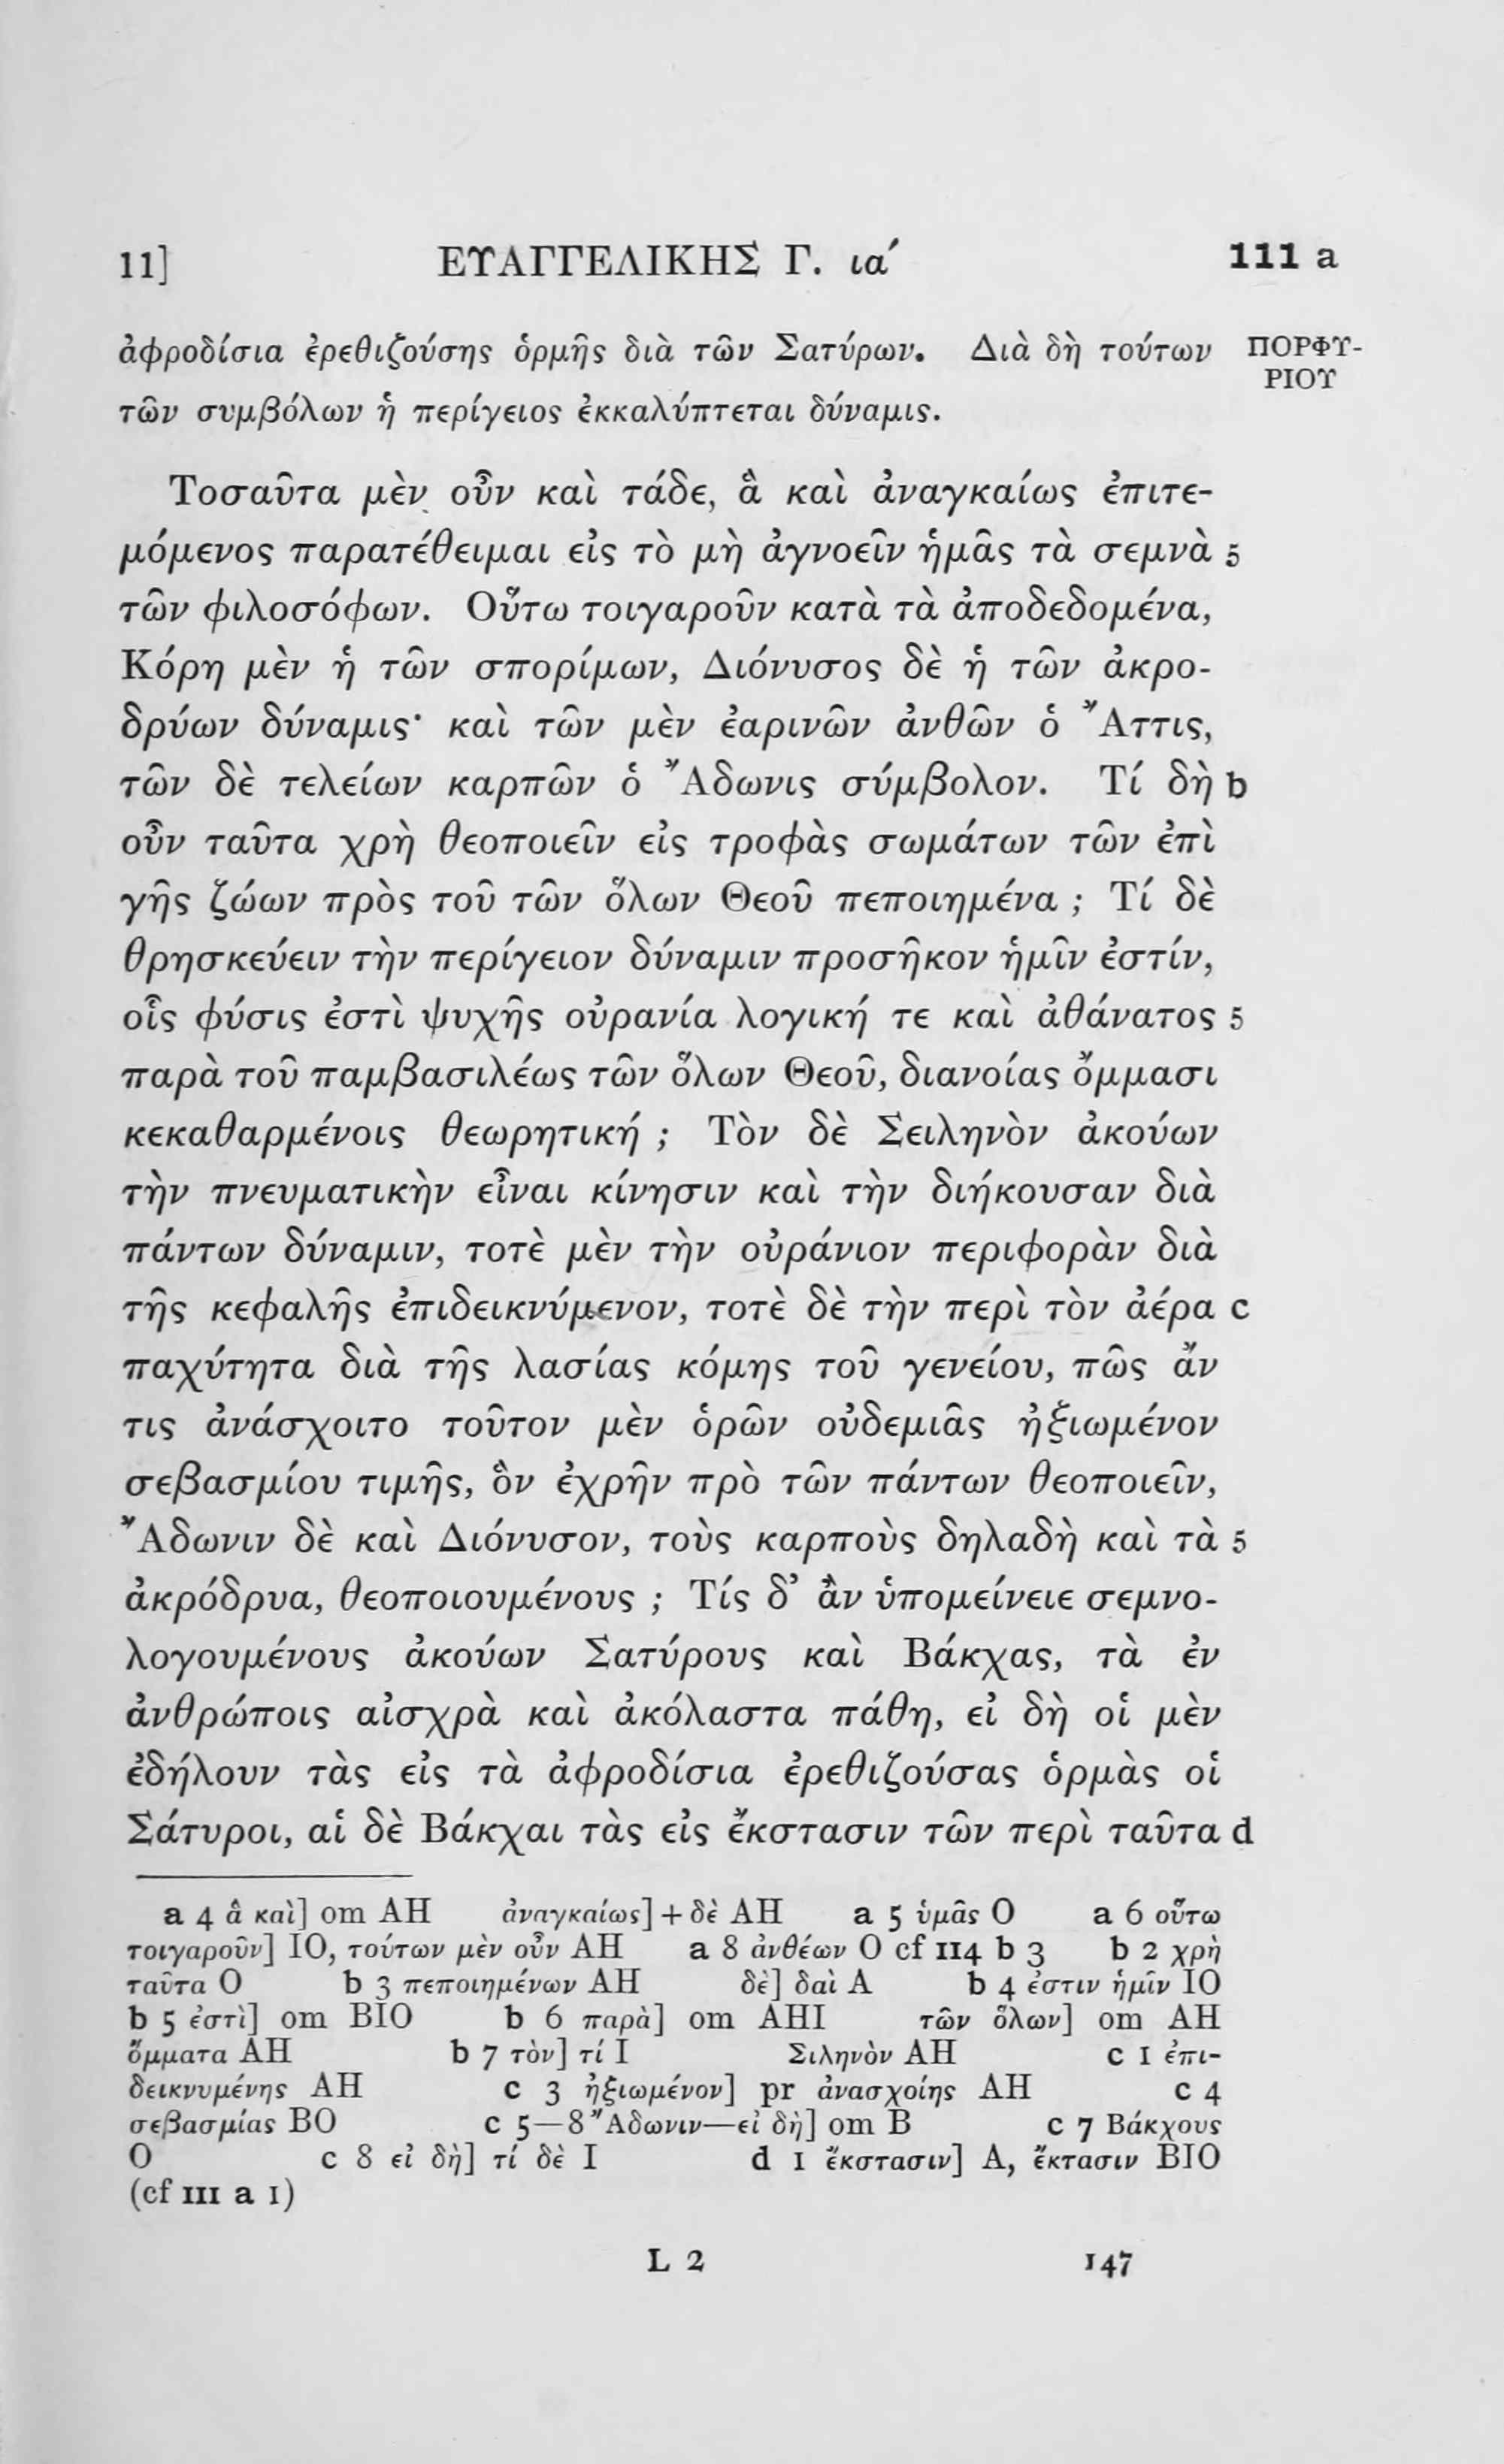 11] ΕΥΑΓΓΕΛΙΚΗΣ Γ. ια´ 111 a
ἀφροδίσια ἐρεθιζούσης ὁρμῆς διὰ τῶν Σατύρων. Διὰ δὴ τούτων ΠΟΡΦΥ-
ΡΙΟΥ
τῶν συμβόλων ἡ περίγειος ἐκκαλύπτεται δύναμις.
Τοσαῦτα μὲν οὖν καὶ τάδε, ἃ καὶ ἀναγκαίως ἐπιτε-
μόμενος παρατέθειμαι εἰς τὸ μὴ ἀγνοεῖν ἡμᾶς τὰ σεμνὰ 5
τῶν φιλοσόφων. Οὕτω τοιγαροῦν κατὰ τὰ ἀποδεδομένα,
Κόρη μὲν ἡ τῶν σπορίμων, Διόνυσος δὲ ἡ τῶν ἀκρο-
δρύων δύναμις· καὶ τῶν μὲν ἐαρινῶν ἀνθῶν ὁ Ἄττις,
τῶν δὲ τελείων καρπῶν ὁ Ἄδωνις σύμβολον. Τί δὴ b
οὖν ταῦτα χρὴ θεοποιεῖν εἰς τροφὰς σωμάτων τῶν ἐπὶ
γῆς ζώων πρὸς τοῦ τῶν ὅλων Θεοῦ πεποιημένα ; Τί δὲ
θρησκεύειν τὴν περίγειον δύναμιν προσῆκον ἡμῖν ἐστίν,
οἷς φύσις ἐστὶ ψυχῆς οὐρανία λογική τε καὶ ἀθάνατος 5
παρὰ τοῦ παμβασιλέως τῶν ὅλων Θεοῦ, διανοίας ὄμμασι
κεκαθαρμένοις θεωρητική ; Τὸν δὲ Σειληνὸν ἀκούων
τὴν πνευματικὴν εἶναι κίνησιν καὶ τὴν διήκουσαν διὰ
πάντων δύναμιν, τοτὲ μὲν τὴν οὐράνιον περιφορὰν διὰ
τῆς κεφαλῆς ἐπιδεικνύμενον, τοτὲ δὲ τὴν περὶ τὸν ἀέρα c
παχύτητα διὰ τῆς λασίας κόμης τοῦ γενείου, πῶς ἄν
τις ἀνάσχοιτο τοῦτον μὲν ὁρῶν οὐδεμιᾶς ἠξιωμένον
σεβασμίου τιμῆς, ὃν ἐχρῆν πρὸ τῶν πάντων θεοποιεῖν,
Ἄδωνιν δὲ καὶ Διόνυσον, τοὺς καρποὺς δηλαδὴ καὶ τὰ 5
ἀκρόδρυα, θεοποιουμένους ; Τίς δ’ ἂν ὑπομείνειε σεμνο-
λογουμένους ἀκούων Σατύρους καὶ Βάκχας, τὰ ἐν
ἀνθρώποις αἰσχρὰ καὶ ἀκόλαστα πάθη, εἰ δὴ οἱ μὲν
ἐδήλουν τὰς εἰς τὰ ἀφροδίσια ἐρεθιζούσας ὁρμὰς οἱ
Σάτυροι, αἱ δὲ Βάκχαι τὰς εἰς ἔκστασιν τῶν περὶ ταῦτα d
a 4 ἃ καὶ] om AH ἀναγκαίως] + δὲ AH a 5 ὑμᾶς O a 6 οὕτω
τοιγαροῦν] IO, τούτων μὲν οὖν AH a 8 ἀνθέων O cf 114 b 3 b 2 χρὴ
ταῦτα O b 3 πεποιημένων AH δὲ] δαὶ A b 4 ἐστιν ἡμῖν IO
b 5 ἐστὶ] om BIO b 6 παρὰ] om AHI τῶν ὅλων] om AH
ὄμματα AH b 7 τὸν] τί I Σιληνὸν AH c 1 ἐπι-
δεικνυμένης AH c 3 ἠξιωμένον] pr ἀνασχοίης AH c 4
σεβασμίας BO c 5—8 Ἄδωνιν—εἰ δὴ] om B c 7 Βάκχους
O c 8 εἰ δὴ] τί δὲ I d 1 ἔκστασιν] A, ἔκτασιν BIO
(cf 111 a 1)
L 2 147